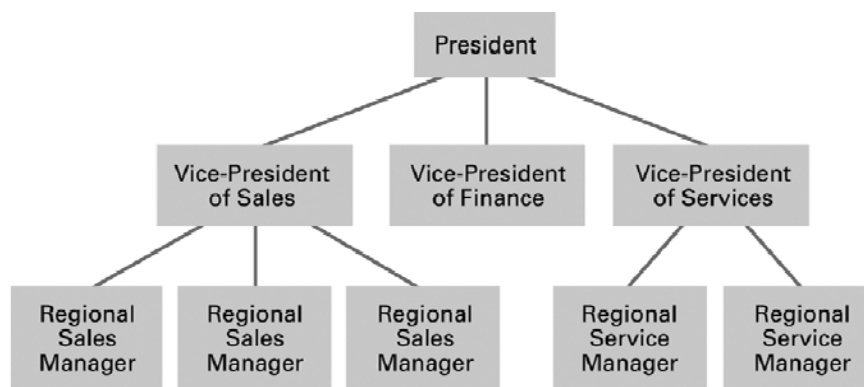 President
Vice-President
of Sales
Vice-President
of Finance
Vice-President
of Services
Regional
Sales
Manager
Regional
Sales
Manager
Regional
Sales
Manager
Regional
Service
Manager
Regional
Service
Manager